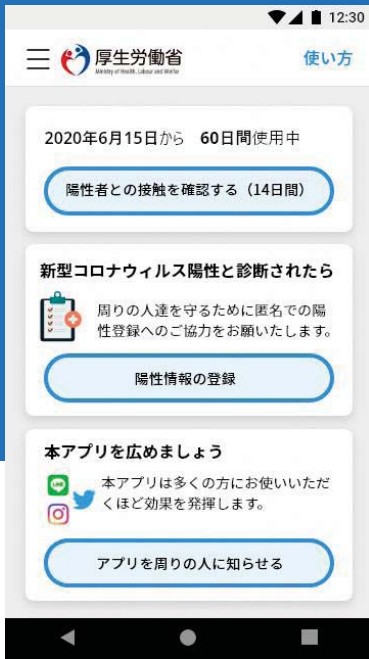 12:30
厚生労働省
Ministry of Health, Labour and Welfare
使い方
2020年6月15日から 60日間使用中
陽性者との接触を確認する（14日間）
新型コロナウィルス陽性と診断されたら
周りの人達を守るために匿名での陽
性登録へのご協力をお願いたします。
陽性情報の登録
本アプリを広めましょう
LINE
本アプリは多くの方にお使いいただ
くほど効果を発揮します。
アプリを周りの人に知らせる